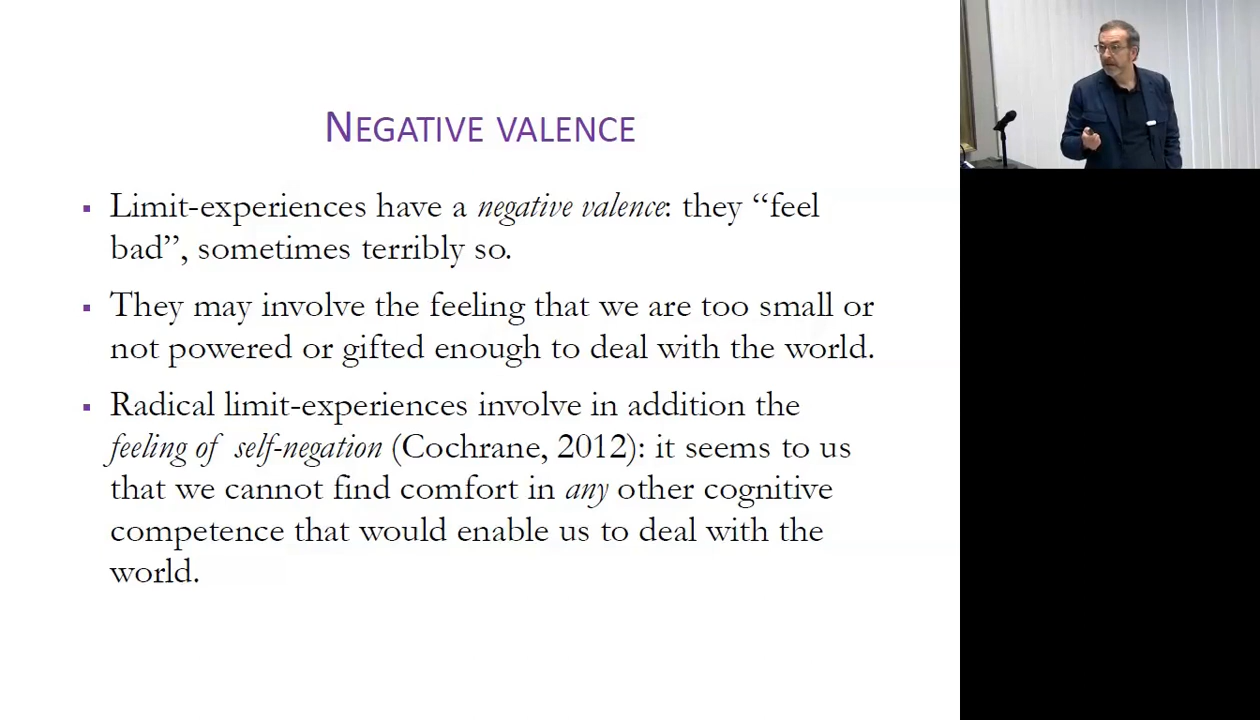 NEGATIVE VALENCE
▪ Limit-experiences have a negative valence: they “feel
bad”, sometimes terribly so.
▪ They may involve the feeling that we are too small or
not powered or gifted enough to deal with the world.
▪ Radical limit-experiences involve in addition the
feeling of self-negation (Cochrane, 2012): it seems to us
that we cannot find comfort in any other cognitive
competence that would enable us to deal with the
world.